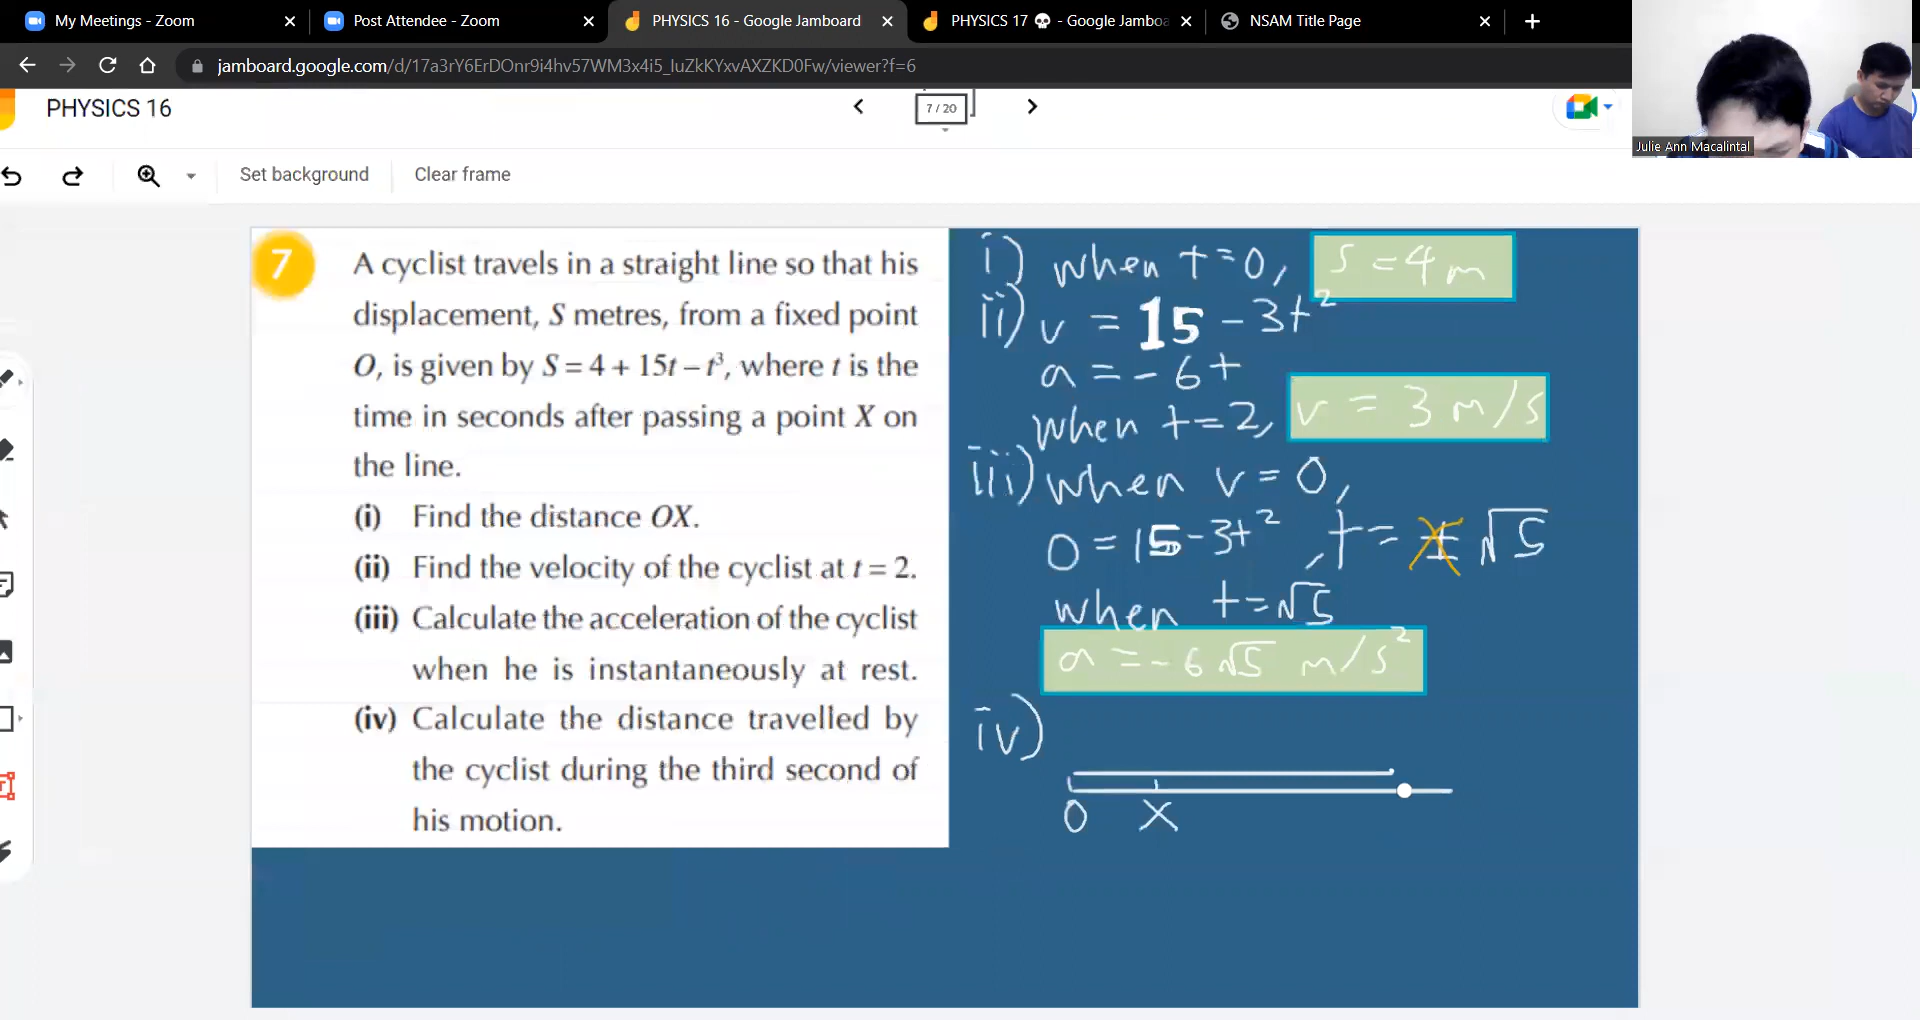 My Meetings - Zoom
Post Attendee - Zoom
PHYSICS 16 - Google Jamboard
PHYSICS 17 💀 - Google Jamboa
NSAM Title Page
jamboard.google.com/d/17a3rY6ErDOnr9i4hv57WM3x4i5_IuZkKYxvAXZKD0Fw/viewer?f=6
Julie Ann Macalintal
PHYSICS 16
7 / 20
Set background
Clear frame
7
A cyclist travels in a straight line so that his
displacement, S metres, from a fixed point
O, is given by S = 4 + 15t – t³, where t is the
time in seconds after passing a point X on
the line.
(i) Find the distance OX.
(ii) Find the velocity of the cyclist at t = 2.
(iii) Calculate the acceleration of the cyclist
when he is instantaneously at rest.
(iv) Calculate the distance travelled by
the cyclist during the third second of
his motion.
i) when t=0, s = 4 m
ii) v = 15 - 3t²
a = - 6t
when t=2, v = 3 m/s
iii) when v = 0,
0 = 15 - 3t² , t = ± √5
when t=√5
a = - 6 √5 m/s²
iv)
O X